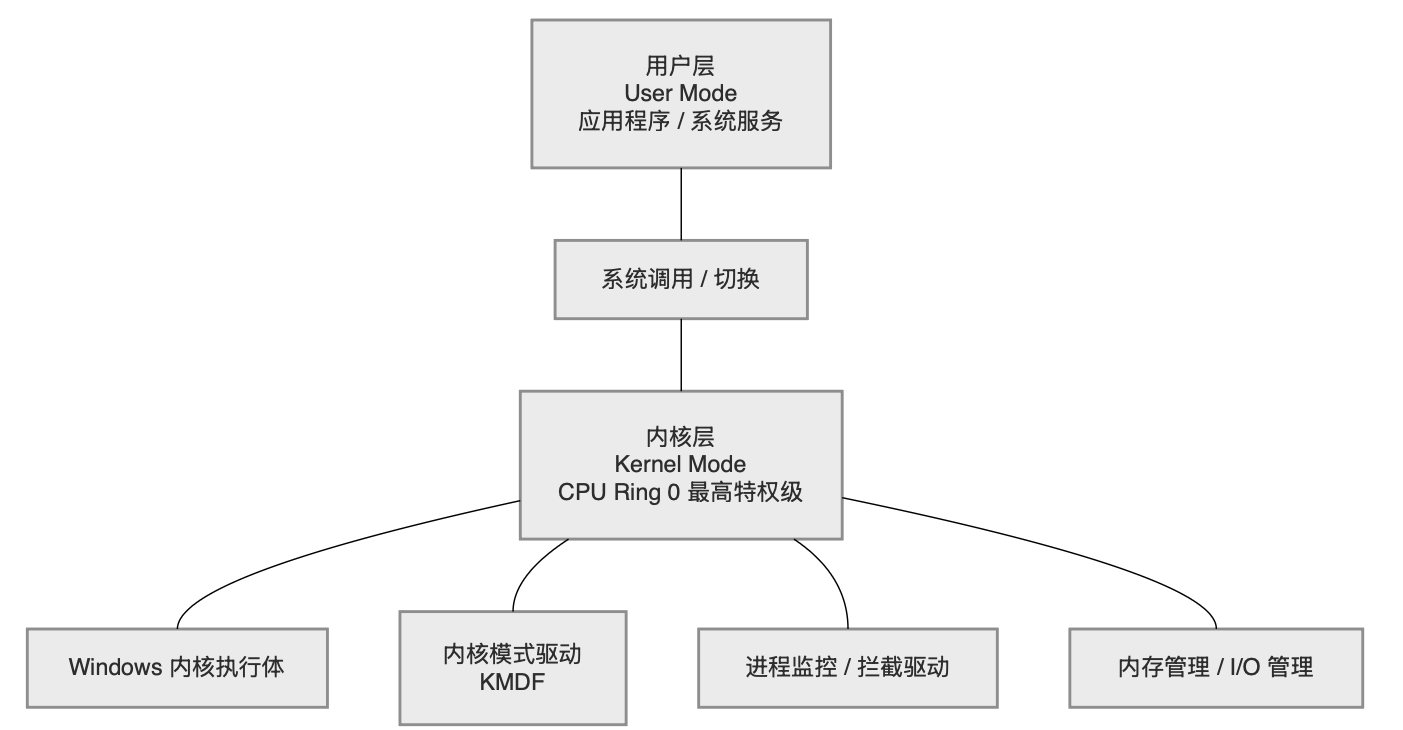 用户层
User Mode
应用程序 / 系统服务
系统调用 / 切换
内核层
Kernel Mode
CPU Ring 0 最高特权级
Windows 内核执行体
内核模式驱动
KMDF
进程监控 / 拦截驱动
内存管理 / I/O 管理